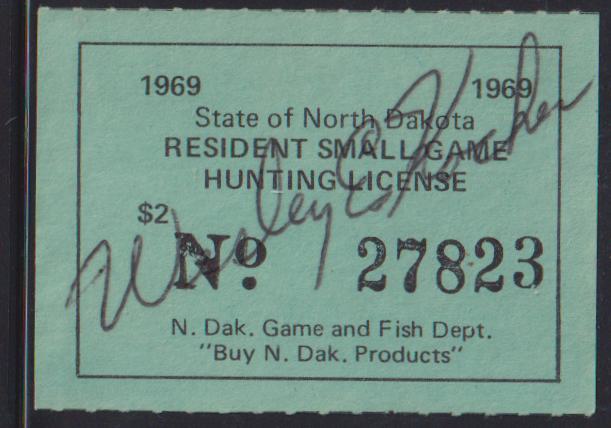 1969 1969
State of North Dakota
RESIDENT SMALL GAME
HUNTING LICENSE
$2
No. 27823
N. Dak. Game and Fish Dept.
"Buy N. Dak. Products"
Wesley E